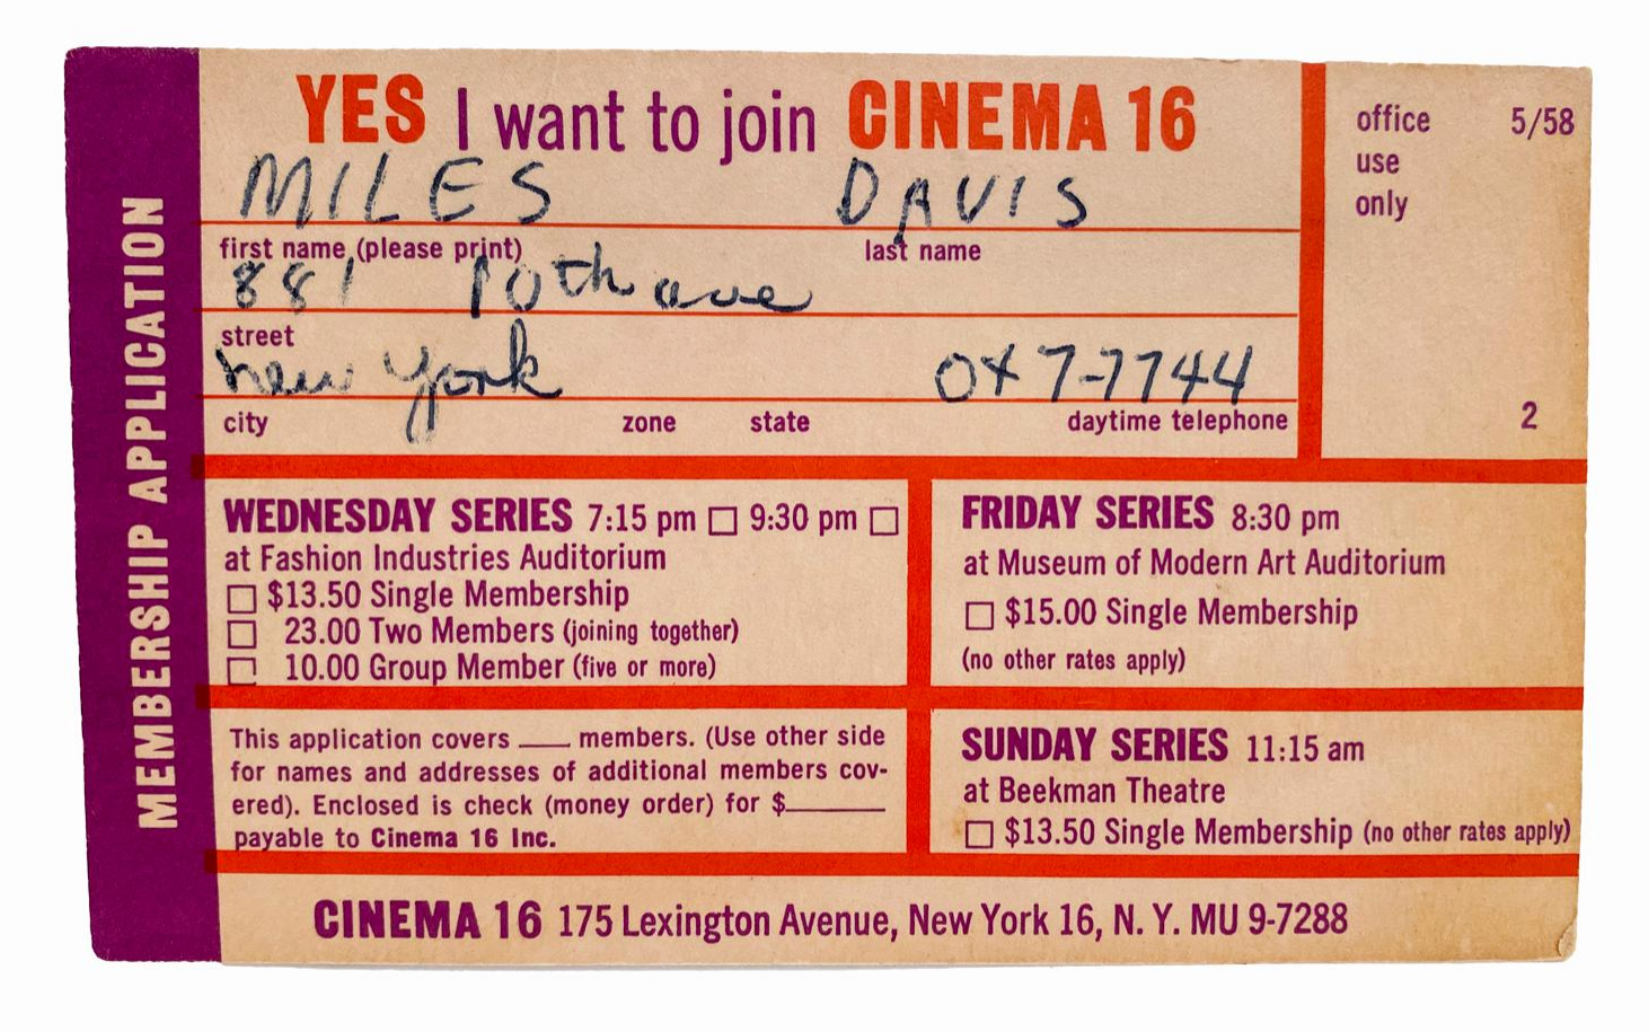 MEMBERSHIP APPLICATION
YES I want to join CINEMA 16
MILES DAVIS
first name (please print) last name
881 10th ave
street
new york OX 7-7744
city zone state daytime telephone
office 5/58
use
only
2
WEDNESDAY SERIES 7:15 pm □ 9:30 pm □
at Fashion Industries Auditorium
□ $13.50 Single Membership
□ 23.00 Two Members (joining together)
□ 10.00 Group Member (five or more)
FRIDAY SERIES 8:30 pm
at Museum of Modern Art Auditorium
□ $15.00 Single Membership
(no other rates apply)
This application covers ___ members. (Use other side
for names and addresses of additional members cov-
ered). Enclosed is check (money order) for $______
payable to Cinema 16 Inc.
SUNDAY SERIES 11:15 am
at Beekman Theatre
□ $13.50 Single Membership (no other rates apply)
CINEMA 16 175 Lexington Avenue, New York 16, N. Y. MU 9-7288